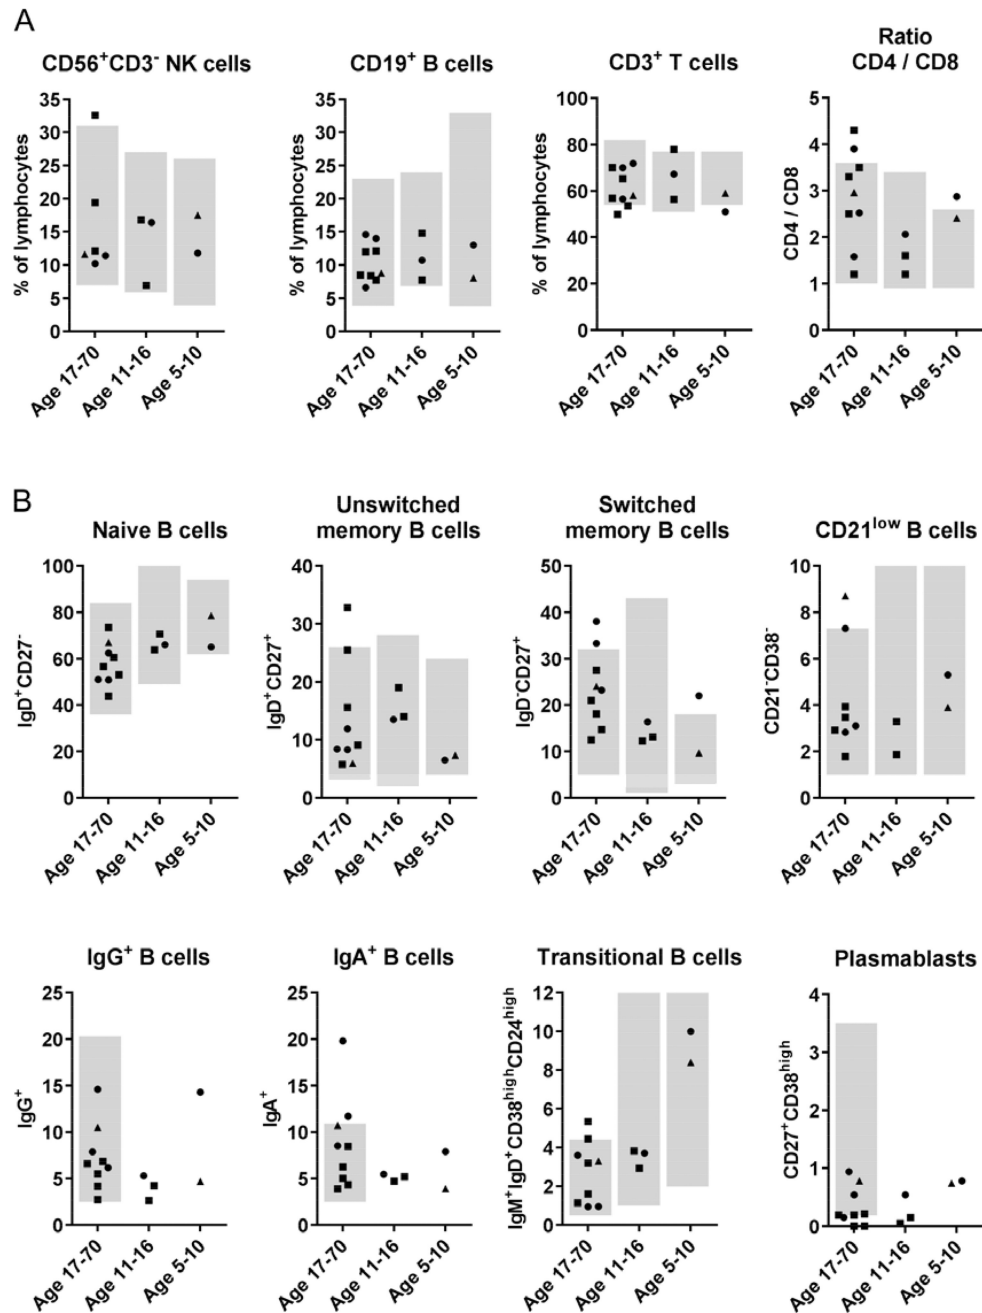 A
CD56⁺CD3⁻ NK cells
% of lymphocytes
35
30
25
20
15
10
5
0
Age 17-70
Age 11-16
Age 5-10
CD19⁺ B cells
% of lymphocytes
35
30
25
20
15
10
5
0
Age 17-70
Age 11-16
Age 5-10
CD3⁺ T cells
% of lymphocytes
100
80
60
40
20
0
Age 17-70
Age 11-16
Age 5-10
Ratio
CD4 / CD8
CD4 / CD8
5
4
3
2
1
0
Age 17-70
Age 11-16
Age 5-10
B
Naive B cells
IgD⁺CD27⁻
100
80
60
40
20
0
Age 17-70
Age 11-16
Age 5-10
Unswitched
memory B cells
IgD⁺CD27⁺
40
30
20
10
0
Age 17-70
Age 11-16
Age 5-10
Switched
memory B cells
IgD⁻CD27⁺
50
40
30
20
10
0
Age 17-70
Age 11-16
Age 5-10
CD21ˡᵒʷ B cells
CD21⁻CD38⁻
10
8
6
4
2
0
Age 17-70
Age 11-16
Age 5-10
IgG⁺ B cells
IgG⁺
25
20
15
10
5
0
Age 17-70
Age 11-16
Age 5-10
IgA⁺ B cells
IgA⁺
25
20
15
10
5
0
Age 17-70
Age 11-16
Age 5-10
Transitional B cells
IgM⁺IgD⁺CD38ʰⁱᵍʰCD24ʰⁱᵍʰ
12
10
8
6
4
2
0
Age 17-70
Age 11-16
Age 5-10
Plasmablasts
CD27⁺CD38ʰⁱᵍʰ
4
3
2
1
0
Age 17-70
Age 11-16
Age 5-10